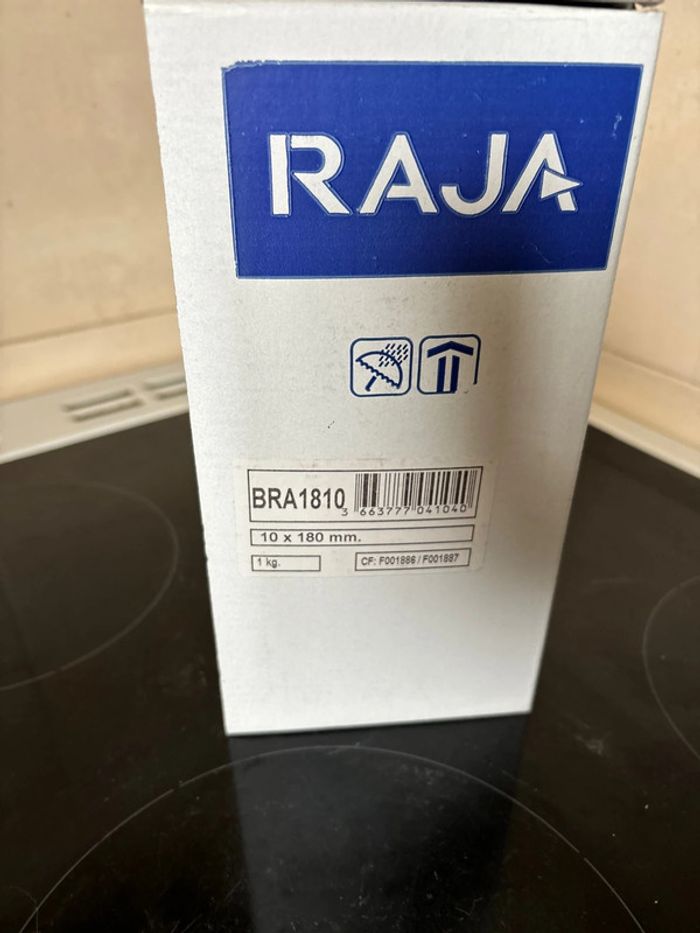 RAJA
BRA1810
3 663777 041040
10 x 180 mm.
1 kg.
CF: F001886 / F001887